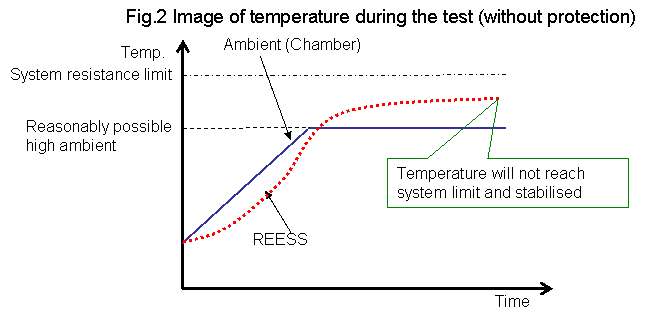 Fig.2 Image of temperature during the test (without protection)
Temp.
Ambient (Chamber)
System resistance limit
Reasonably possible
high ambient
Temperature will not reach
system limit and stabilised
REESS
Time